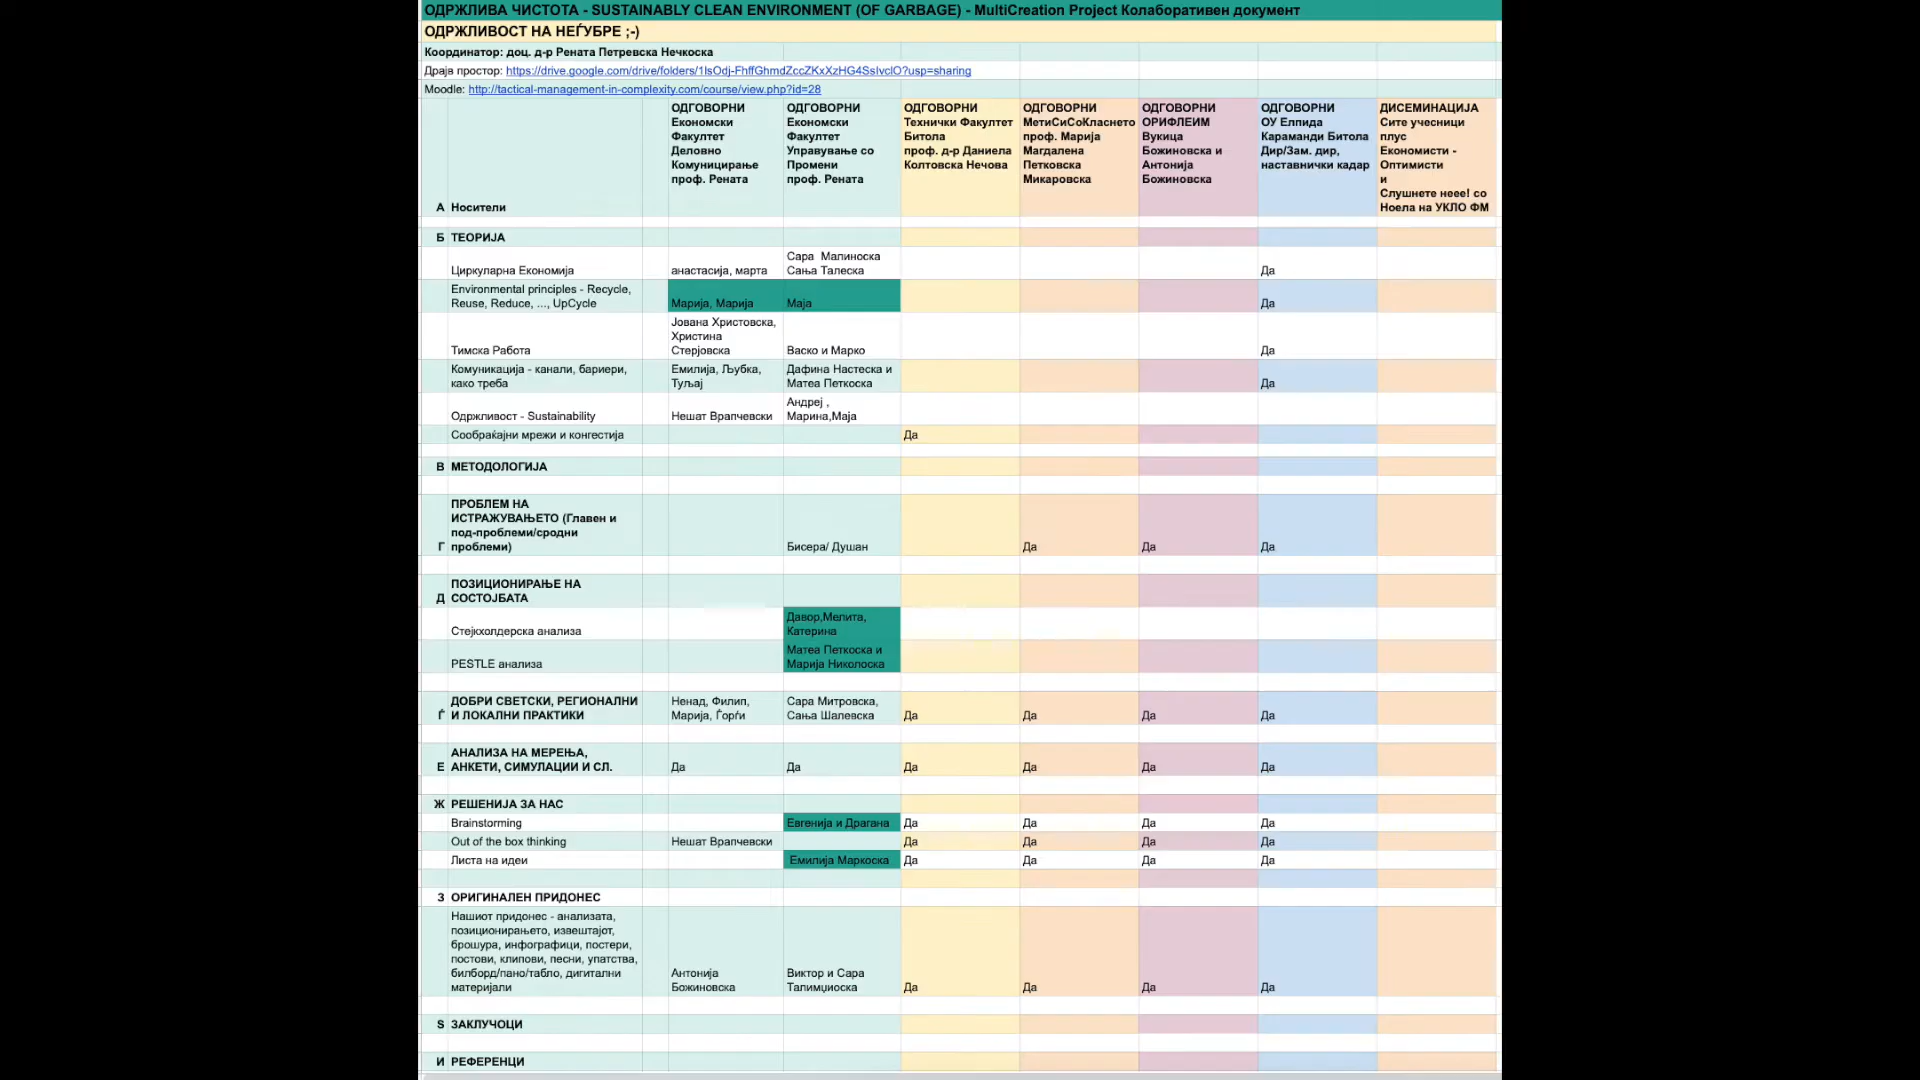 ОДРЖЛИВА ЧИСТОТА - SUSTAINABLY CLEAN ENVIRONMENT (OF GARBAGE) - MultiCreation Project Колаборативен документ
ОДРЖЛИВОСТ НА НЕЃУБРЕ ;-)
Координатор: доц. д-р Рената Петревска Нечкоска
Драјв простор: https://drive.google.com/drive/folders/1IsOdj-FhffGhmdZccZKxXzHG4SsIvclO?usp=sharing
Moodle: http://tactical-management-in-complexity.com/course/view.php?id=28
А Носители
ОДГОВОРНИ
Економски
Факултет
Деловно
Комуницирање
проф. Рената
ОДГОВОРНИ
Економски
Факултет
Управување со
Промени
проф. Рената
ОДГОВОРНИ
Технички Факултет
Битола
проф. д-р Даниела
Колтовска Нечова
ОДГОВОРНИ
МетиСиСоКласнето
проф. Марија
Магдалена
Петковска
Микаровска
ОДГОВОРНИ
ОРИФЛЕИМ
Вукица
Божиновска и
Антонија
Божиновска
ОДГОВОРНИ
ОУ Елпида
Караманди Битола
Дир/Зам. дир,
наставнички кадар
ДИСЕМИНАЦИЈА
Сите учесници
плус
Економисти -
Оптимисти
и
Слушнете неее! со
Ноела на УКЛО ФМ
Б ТЕОРИЈА
Циркуларна Економија
анастасија, марта
Сара Малиноска
Сања Талеска
Да
Environmental principles - Recycle,
Reuse, Reduce, ..., UpCycle
Марија, Марија
Маја
Да
Тимска Работа
Јована Христовска,
Христина
Стерјовска
Васко и Марко
Да
Комуникација - канали, бариери,
како треба
Емилија, Љубка,
Туљај
Дафина Настеска и
Матеа Петкоска
Да
Одржливост - Sustainability
Нешат Врапчевски
Андреј ,
Марина,Маја
Сообраќајни мрежи и конгестија
Да
В МЕТОДОЛОГИЈА
Г ПРОБЛЕМ НА
ИСТРАЖУВАЊЕТО (Главен и
под-проблеми/сродни
проблеми)
Бисера/ Душан
Да
Да
Да
Д ПОЗИЦИОНИРАЊЕ НА
СОСТОЈБАТА
Стејкхолдерска анализа
Давор,Мелита,
Катерина
PESTLE анализа
Матеа Петкоска и
Марија Николоска
Ѓ ДОБРИ СВЕТСКИ, РЕГИОНАЛНИ
И ЛОКАЛНИ ПРАКТИКИ
Ненад, Филип,
Марија, Ѓорѓи
Сара Митровска,
Сања Шалевска
Да
Да
Да
Да
Е АНАЛИЗА НА МЕРЕЊА,
АНКЕТИ, СИМУЛАЦИИ И СЛ.
Да
Да
Да
Да
Да
Да
Ж РЕШЕНИЈА ЗА НАС
Brainstorming
Евгенија и Драгана
Да
Да
Да
Да
Out of the box thinking
Нешат Врапчевски
Да
Да
Да
Да
Листа на идеи
Емилија Маркоска
Да
Да
Да
Да
З ОРИГИНАЛЕН ПРИДОНЕС
Нашиот придонес - анализата,
позиционирањето, извештајот,
брошура, инфографици, постери,
постови, клипови, песни, упатства,
билборд/пано/табло, дигитални
материјали
Антонија
Божиновска
Виктор и Сара
Талимџиоска
Да
Да
Да
Да
Ѕ ЗАКЛУЧОЦИ
И РЕФЕРЕНЦИ